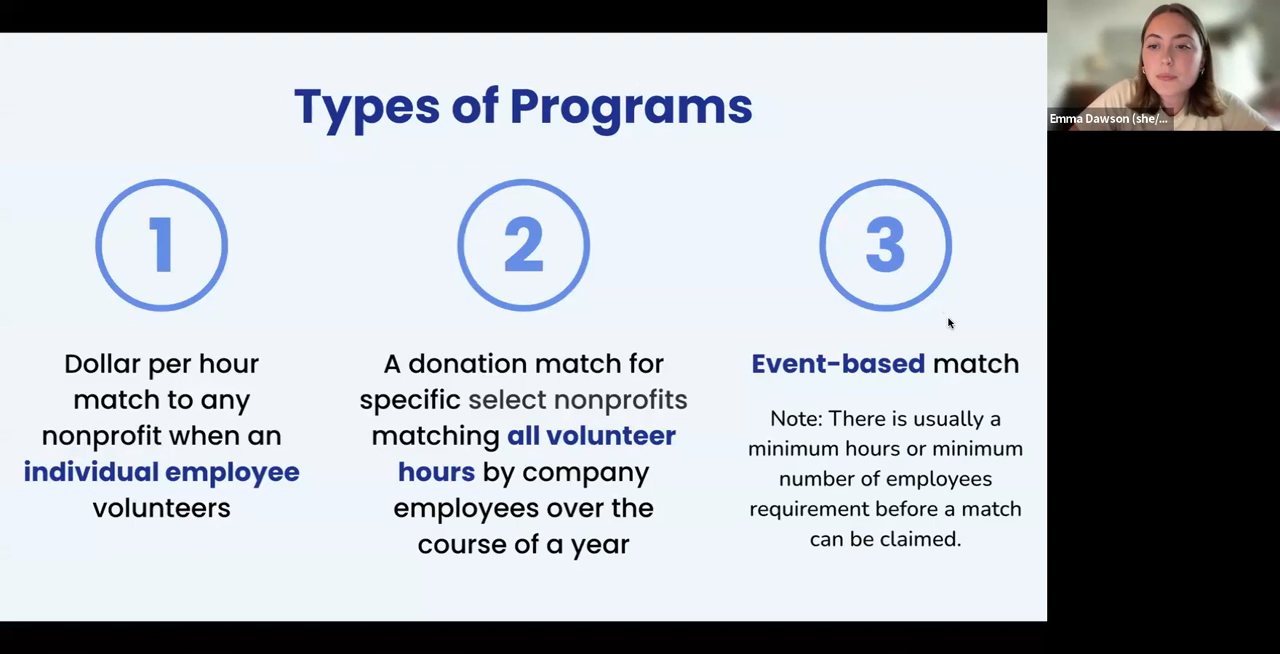 Types of Programs
1
Dollar per hour
match to any
nonprofit when an
individual employee
volunteers
2
A donation match for
specific select nonprofits
matching all volunteer
hours by company
employees over the
course of a year
3
Event-based match
Note: There is usually a
minimum hours or minimum
number of employees
requirement before a match
can be claimed.
Emma Dawson (she/...